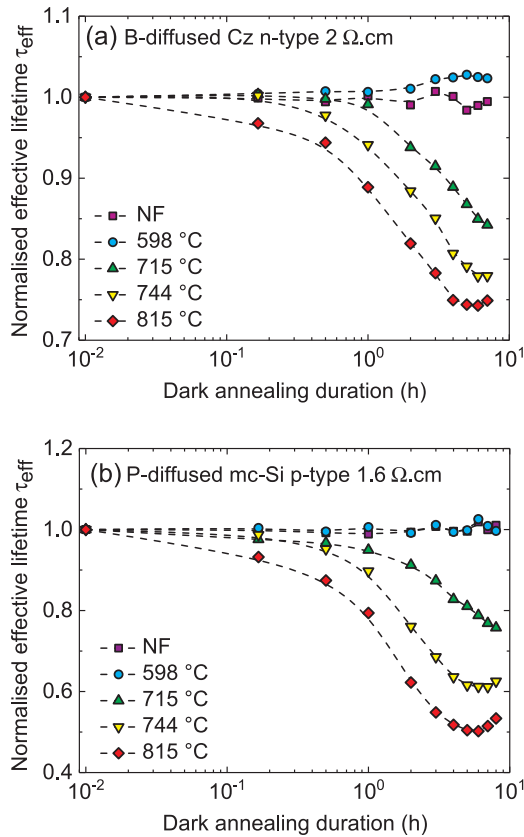 (a) B-diffused Cz n-type 2 Ω.cm
Normalised effective lifetime τeff
1.1
1.0
0.9
0.8
0.7
NF
598 °C
715 °C
744 °C
815 °C
10-2
10-1
100
101
Dark annealing duration (h)
(b) P-diffused mc-Si p-type 1.6 Ω.cm
Normalised effective lifetime τeff
1.2
1.0
0.8
0.6
0.4
NF
598 °C
715 °C
744 °C
815 °C
10-2
10-1
100
101
Dark annealing duration (h)